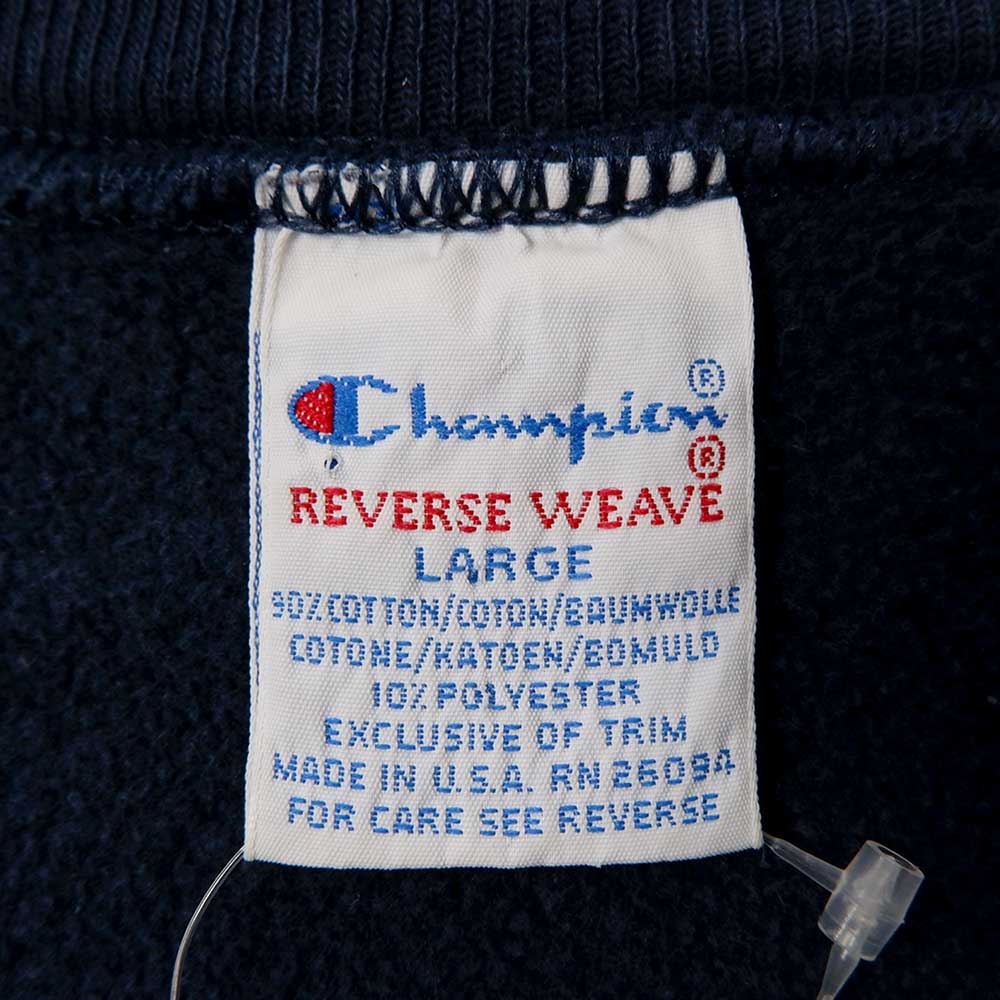 Champion®
REVERSE WEAVE®
LARGE
90% COTTON/COTON/BAUMWOLLE
COTONE/KATOEN/BOMULD
10% POLYESTER
EXCLUSIVE OF TRIM
MADE IN U.S.A. RN 26094
FOR CARE SEE REVERSE